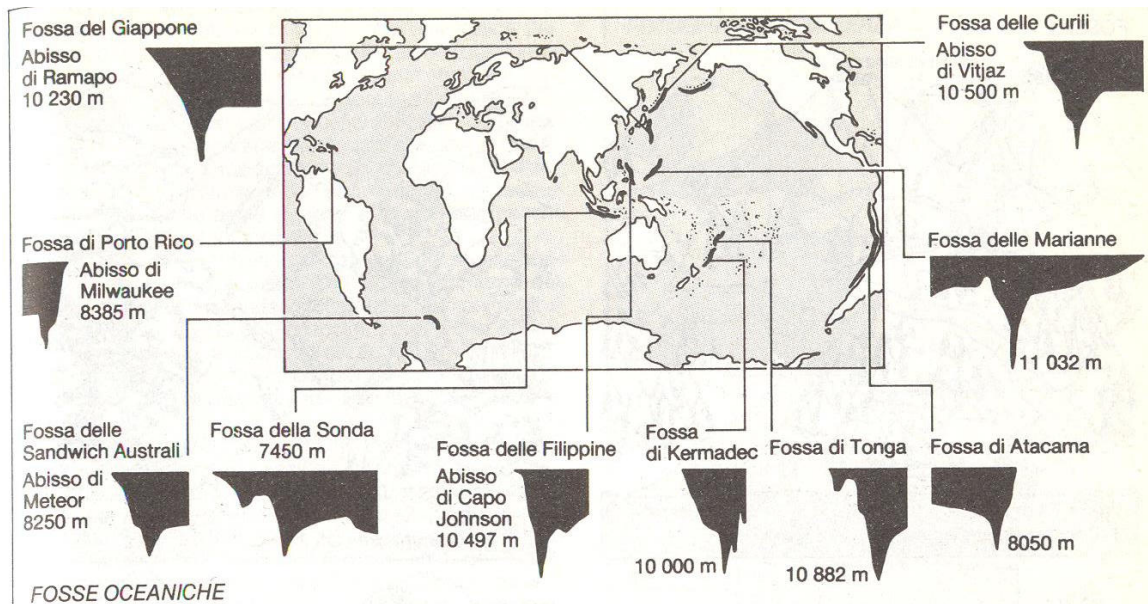 Fossa del Giappone
Abisso
di Ramapo
10 230 m
Fossa delle Curili
Abisso
di Vitjaz
10 500 m
Fossa di Porto Rico
Abisso di
Milwaukee
8385 m
Fossa delle Marianne
11 032 m
Fossa delle
Sandwich Australi
Abisso di
Meteor
8250 m
Fossa della Sonda
7450 m
Fossa delle Filippine
Abisso
di Capo
Johnson
10 497 m
Fossa
di Kermadec
10 000 m
Fossa di Tonga
10 882 m
Fossa di Atacama
8050 m
FOSSE OCEANICHE